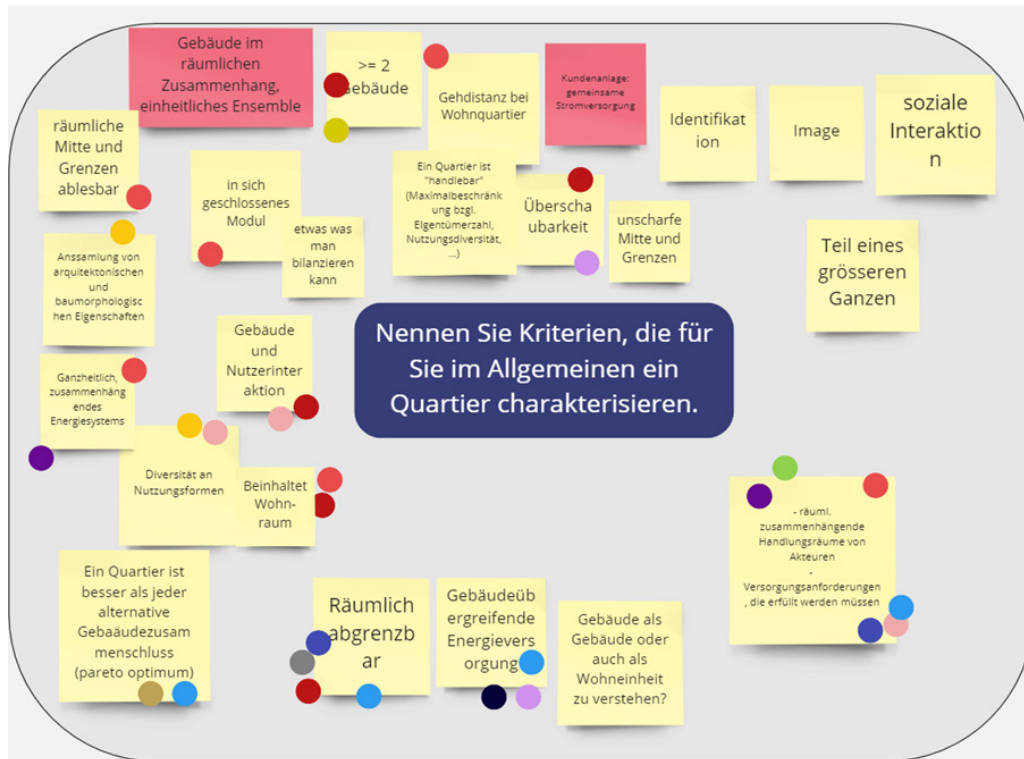 Gebäude im
räumlichen
Zusammenhang,
einheitliches Ensemble
>= 2
Gebäude
Gehdistanz bei
Wohnquartier
Kundenanlage:
gemeinsame
Stromversorgung
Identifikat
ion
Image
soziale
Interaktio
n
räumliche
Mitte und
Grenzen
ablesbar
in sich
geschlossenes
Modul
etwas was
man
bilanzieren
kann
Ein Quartier ist
"handlebar"
(Maximalbeschränk
ung bzgl.
Eigentümerzahl,
Nutzungsdiversität,
...)
Überscha
ubarkeit
unscharfe
Mitte und
Grenzen
Teil eines
grösseren
Ganzen
Anssamlung von
arquitektonischen
und
baumorphologisc
hen Eigenschaften
Nennen Sie Kriterien, die für
Sie im Allgemeinen ein
Quartier charakterisieren.
Gebäude
und
Nutzerinter
aktion
Ganzheitlich,
zusammenhäng
endes
Energiesystems
Diversität an
Nutzungsformen
Beinhaltet
Wohn-
raum
- räuml.
zusammenhängende
Handlungsräume von
Akteuren
-
Versorgungsanforderungen
, die erfüllt werden müssen
Ein Quartier ist
besser als jeder
alternative
Gebaäudezusam
menschluss
(pareto optimum)
Räumlich
abgrenzb
ar
Gebäudeüb
ergreifende
Energievers
orgung
Gebäude als
Gebäude oder
auch als
Wohneinheit
zu verstehen?